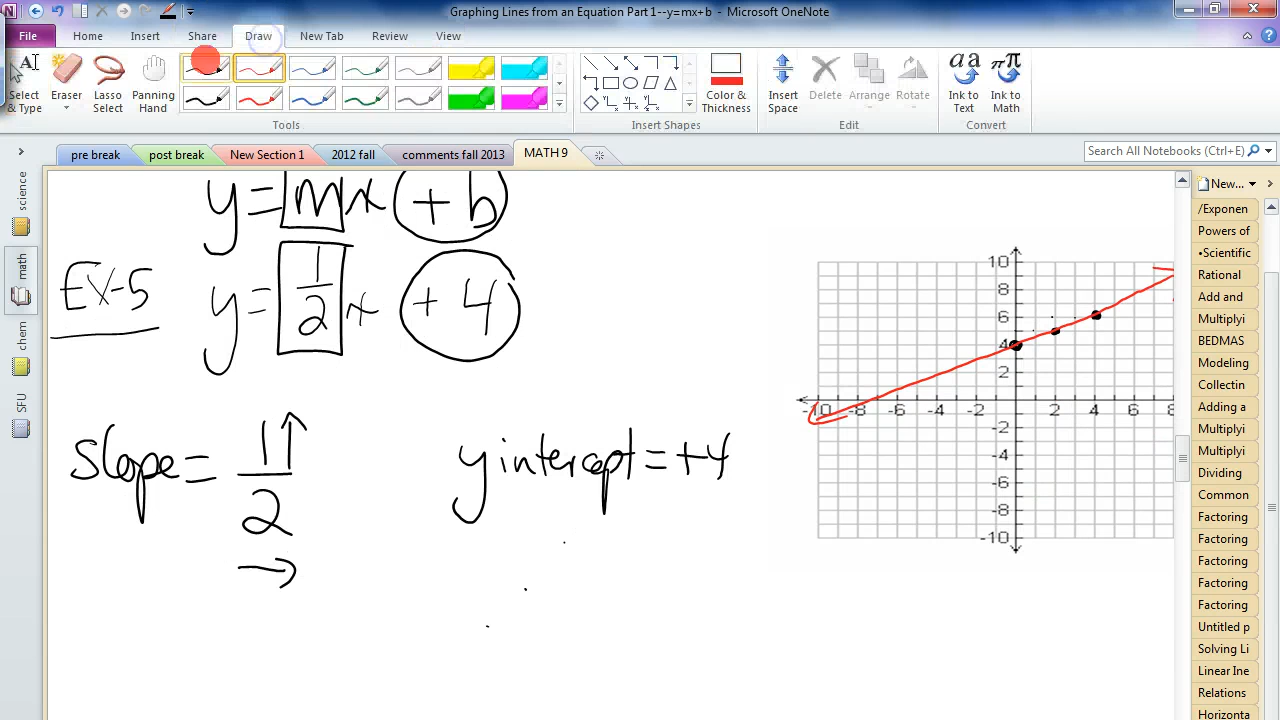 Graphing Lines from an Equation Part 1--y=mx+b - Microsoft OneNote
File Home Insert Share Draw New Tab Review View
Select & Type
Eraser
Lasso Select
Panning Hand
Color & Thickness
Insert Space
Delete
Arrange
Rotate
Ink to Text
Ink to Math
Tools Insert Shapes Edit Convert
pre break post break New Section 1 2012 fall comments fall 2013 MATH 9
Search All Notebooks (Ctrl+E)
science
math
chem
SFU
y=mx+b
EX-5 y=1/2x+4
slope=1↑/2→
y intercept=+4
10
8
6
4
2
-10 -8 -6 -4 -2 2 4 6 8
-2
-4
-6
-8
-10
New...
/Exponen
Powers of
•Scientific
Rational
Add and
Multiplyi
BEDMAS
Modeling
Collectin
Adding a
Multiplyi
Multiplyi
Dividing
Common
Factoring
Factoring
Factoring
Factoring
Factoring
Untitled p
Solving Li
Linear Ine
Relations
Horizonta